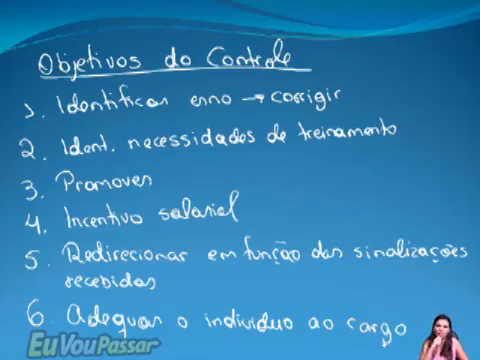 Objetivos do Controle
1. Identificar erro → corrigir
2. Ident. necessidades de treinamento
3. Promover
4. Incentivo salarial
5. Redirecionar em função das sinalizações
recebidas
6. Adequar o individuo ao cargo
EuVouPassar